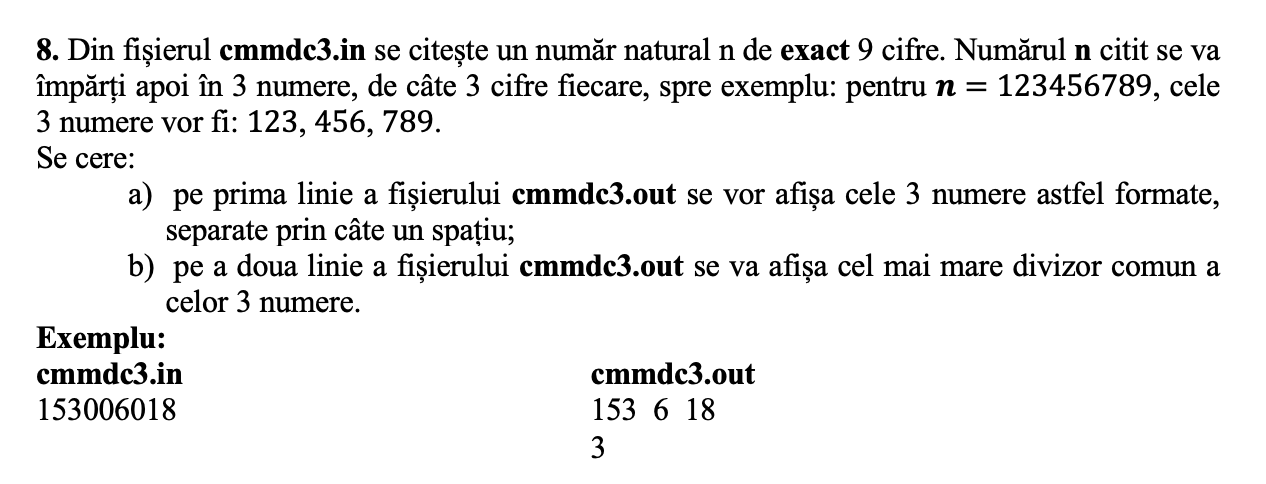 8. Din fișierul cmmdc3.in se citește un număr natural n de exact 9 cifre. Numărul n citit se va
împărți apoi în 3 numere, de câte 3 cifre fiecare, spre exemplu: pentru n = 123456789, cele
3 numere vor fi: 123, 456, 789.
Se cere:
a) pe prima linie a fișierului cmmdc3.out se vor afișa cele 3 numere astfel formate,
separate prin câte un spațiu;
b) pe a doua linie a fișierului cmmdc3.out se va afișa cel mai mare divizor comun a
celor 3 numere.
Exemplu:
cmmdc3.in cmmdc3.out
153006018 153 6 18
3